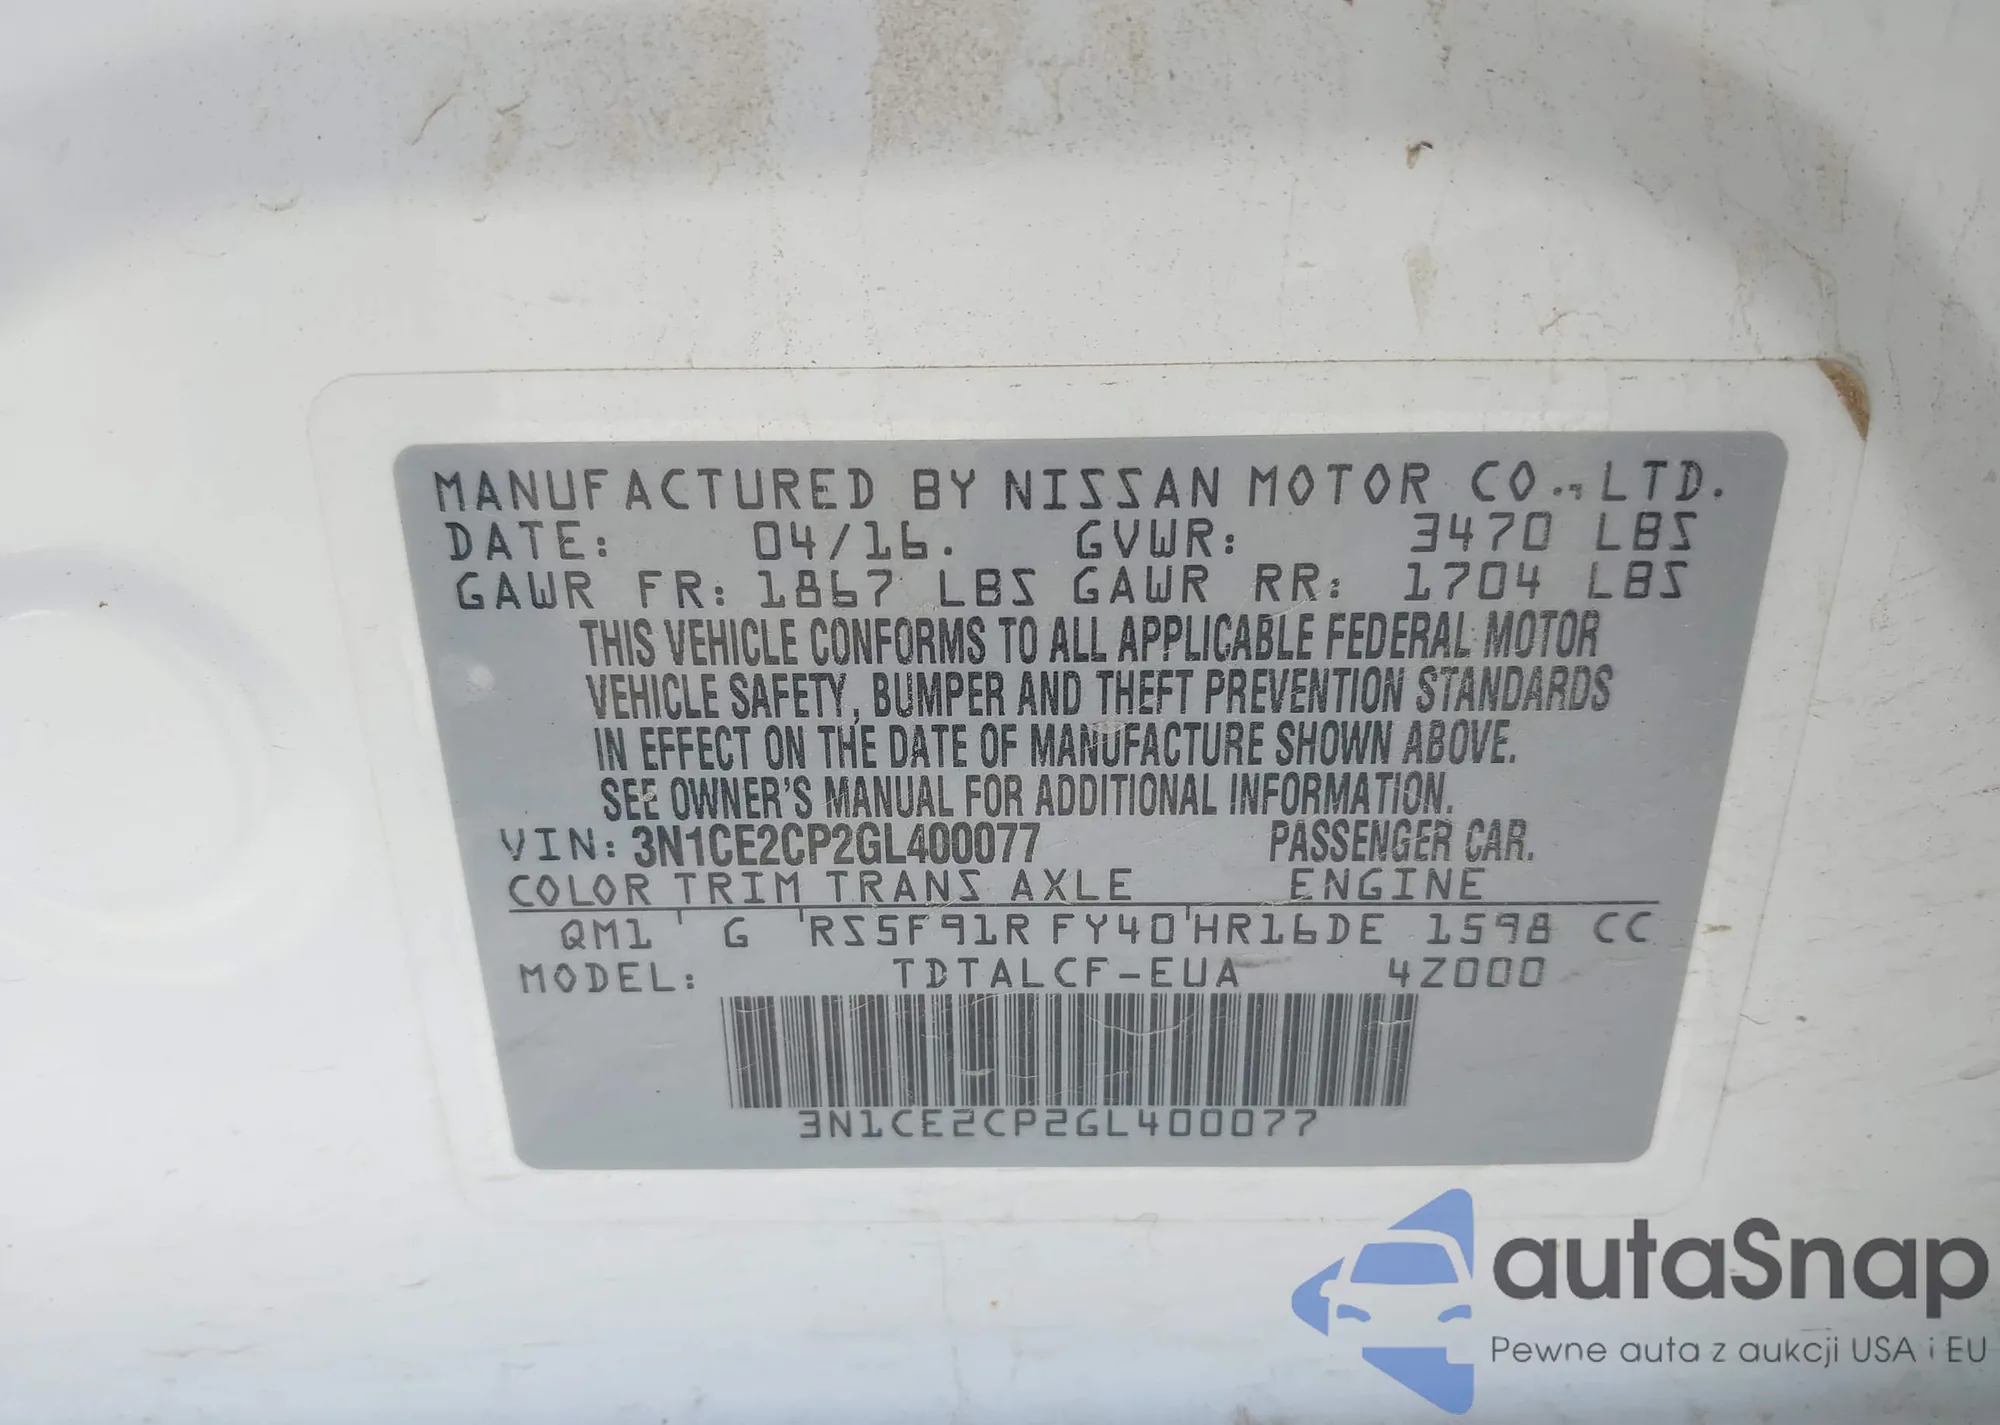 MANUFACTURED BY NISSAN MOTOR CO., LTD.
DATE: 04/16. GVWR: 3470 LBS
GAWR FR: 1867 LBS GAWR RR: 1704 LBS
THIS VEHICLE CONFORMS TO ALL APPLICABLE FEDERAL MOTOR
VEHICLE SAFETY, BUMPER AND THEFT PREVENTION STANDARDS
IN EFFECT ON THE DATE OF MANUFACTURE SHOWN ABOVE.
SEE OWNER'S MANUAL FOR ADDITIONAL INFORMATION.
VIN: 3N1CE2CP2GL400077 PASSENGER CAR.
COLOR TRIM TRANS AXLE ENGINE
QM1 ' G 'RS5F91R FY40'HR16DE 1598 CC
MODEL: TDTALCF-EUA 4Z000
3N1CE2CP2GL400077
autaSnap
Pewne auta z aukcji USA i EU